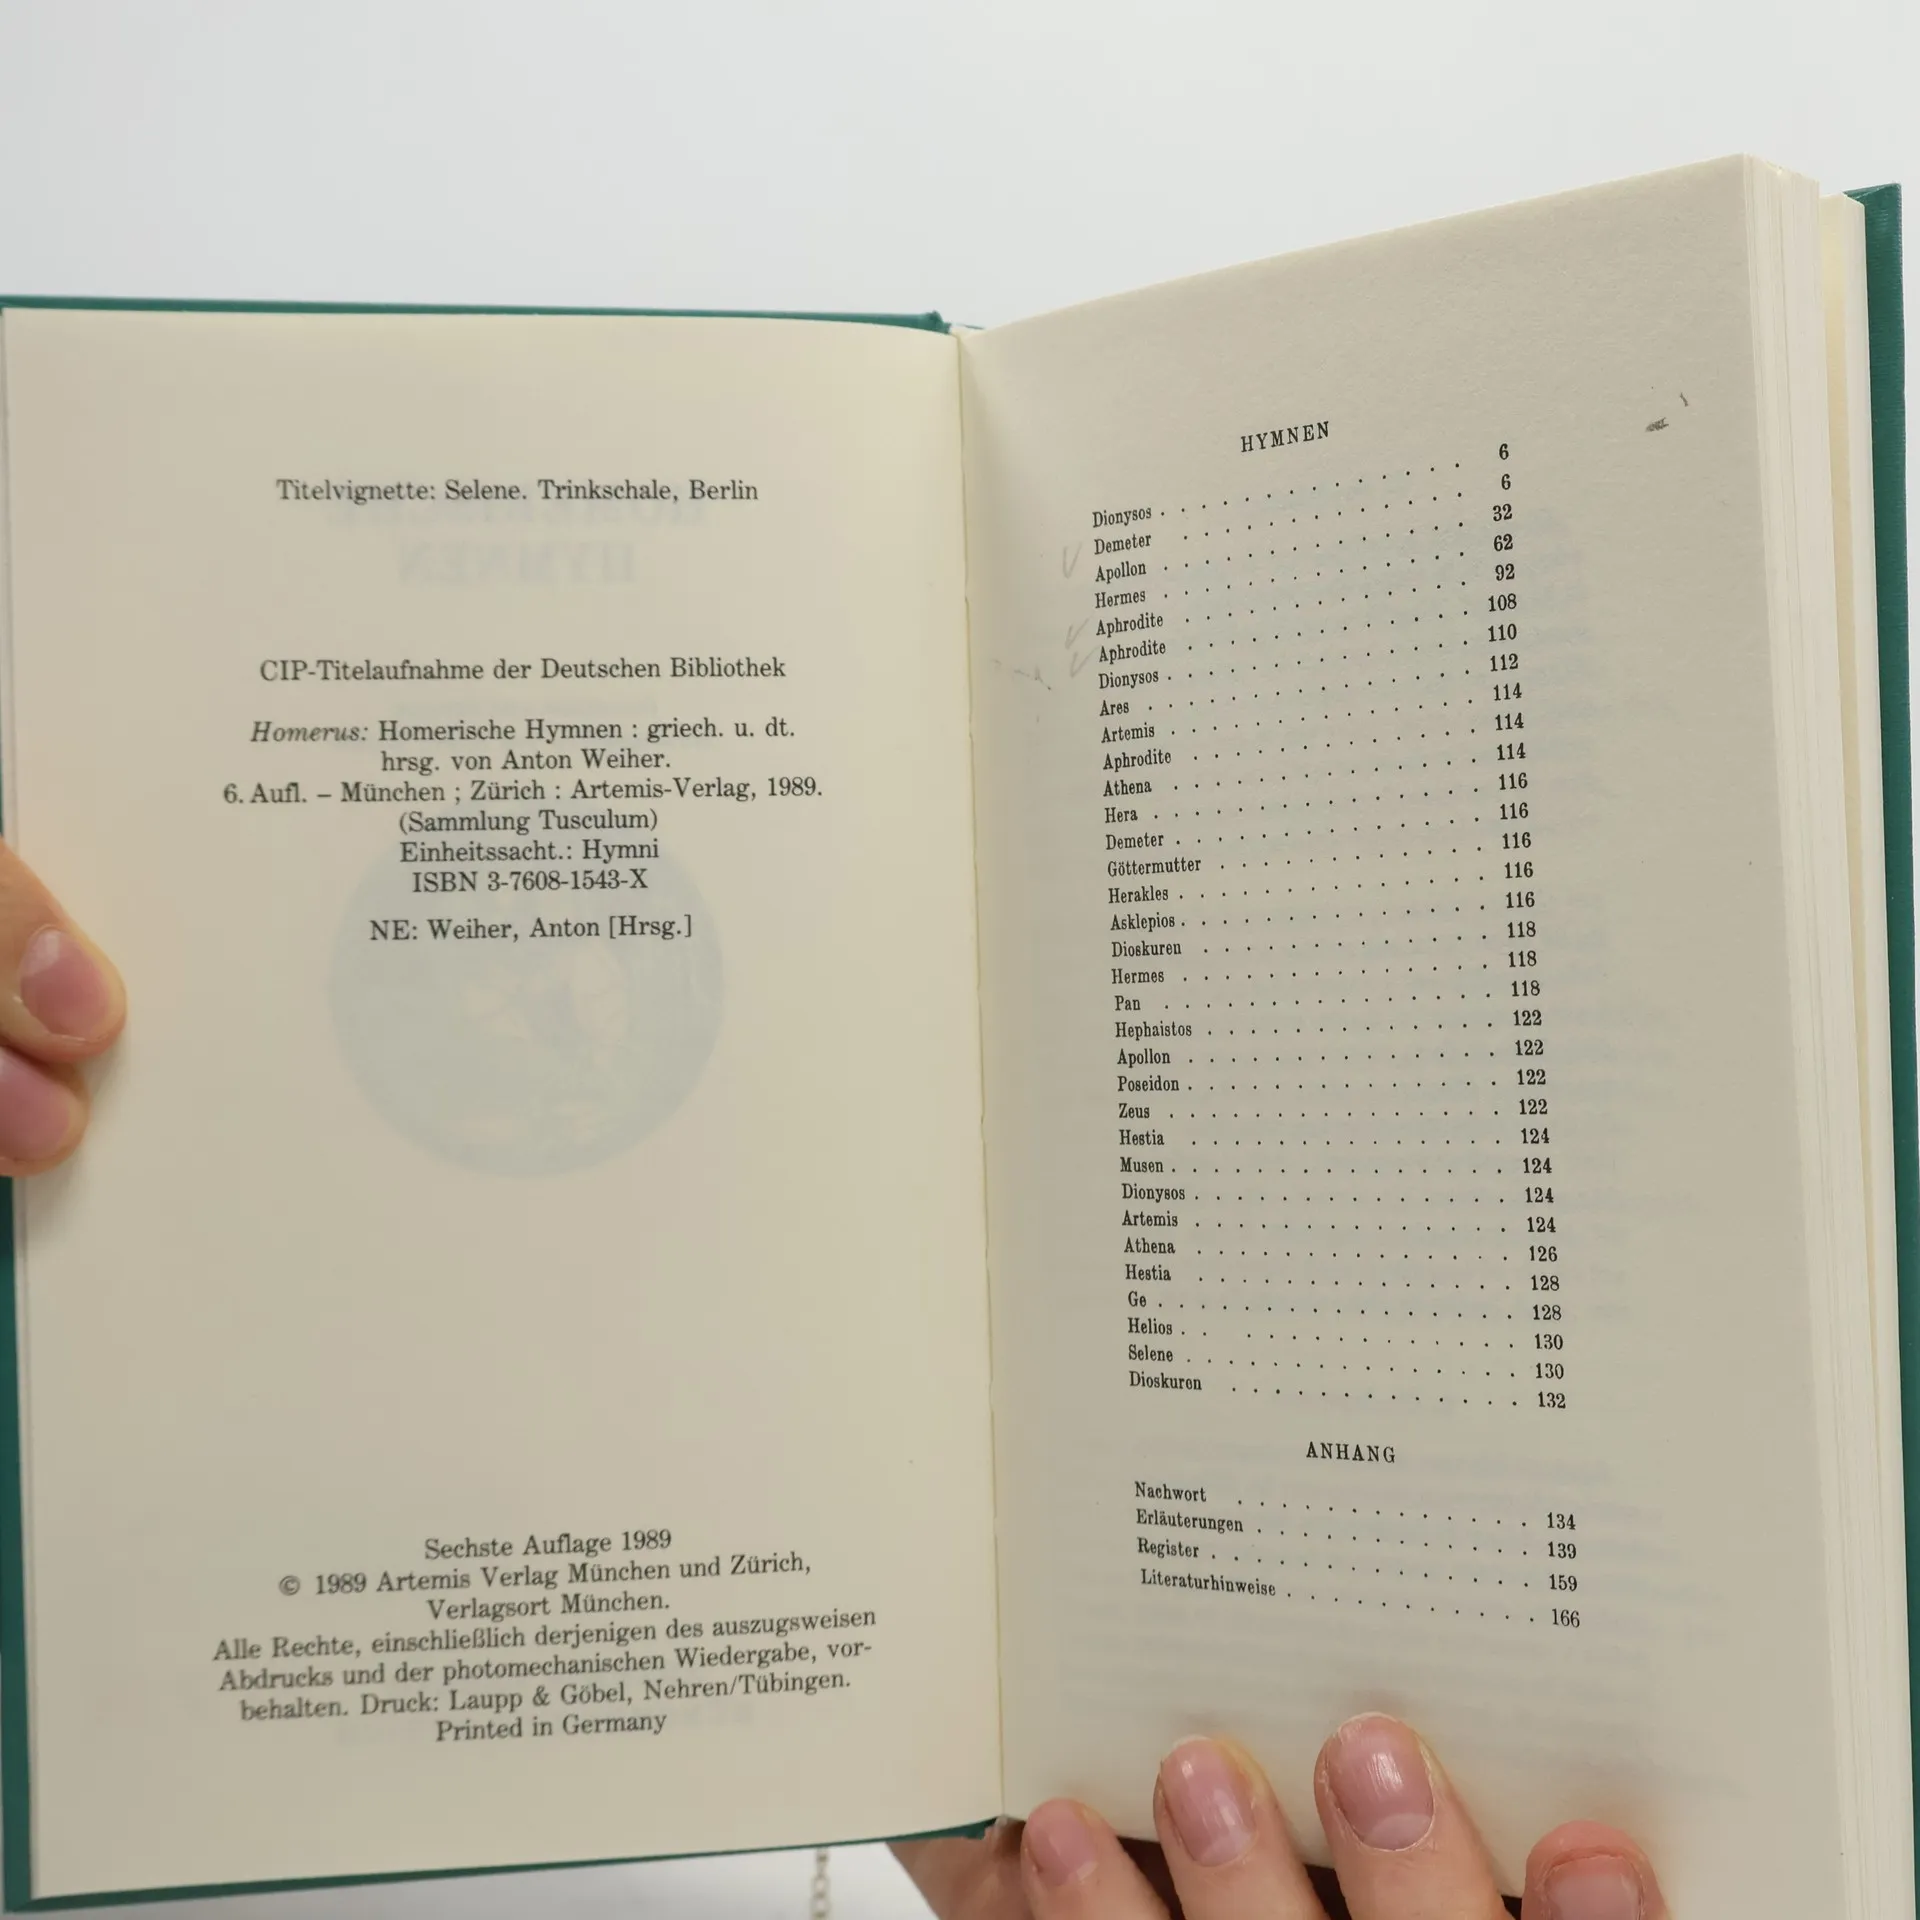 Titelvignette: Selene. Trinkschale, Berlin
CIP-Titelaufnahme der Deutschen Bibliothek
Homerus: Homerische Hymnen : griech. u. dt.
hrsg. von Anton Weiher.
6. Aufl. – München ; Zürich : Artemis-Verlag, 1989.
(Sammlung Tusculum)
Einheitssacht.: Hymni
ISBN 3-7608-1543-X
NE: Weiher, Anton [Hrsg.]
Sechste Auflage 1989
© 1989 Artemis Verlag München und Zürich,
Verlagsort München.
Alle Rechte, einschließlich derjenigen des auszugsweisen
Abdrucks und der photomechanischen Wiedergabe, vor-
behalten. Druck: Laupp & Göbel, Nehren/Tübingen.
Printed in Germany
HYMNEN
Dionysos . . . . . . . . . . . . . . 6
Demeter . . . . . . . . . . . . . 6
Apollon . . . . . . . . . . . . . . 32
Hermes . . . . . . . . . . . . . . 62
Aphrodite . . . . . . . . . . . . . 92
Aphrodite . . . . . . . . . . . . . 108
Dionysos . . . . . . . . . . . . . . 110
Ares . . . . . . . . . . . . . . . 112
Artemis . . . . . . . . . . . . . . 114
Aphrodite . . . . . . . . . . . . . 114
Athena . . . . . . . . . . . . . . 114
Hera . . . . . . . . . . . . . . . 116
Demeter . . . . . . . . . . . . . . 116
Göttermutter . . . . . . . . . . . . 116
Herakles . . . . . . . . . . . . . . 116
Asklepios . . . . . . . . . . . . . . 116
Dioskuren . . . . . . . . . . . . . 118
Hermes . . . . . . . . . . . . . . 118
Pan . . . . . . . . . . . . . . . 118
Hephaistos . . . . . . . . . . . . . 122
Apollon . . . . . . . . . . . . . . 122
Poseidon . . . . . . . . . . . . . . 122
Zeus . . . . . . . . . . . . . . . 122
Hestia . . . . . . . . . . . . . . 124
Musen . . . . . . . . . . . . . . . 124
Dionysos . . . . . . . . . . . . . . 124
Artemis . . . . . . . . . . . . . . 124
Athena . . . . . . . . . . . . . . 126
Hestia . . . . . . . . . . . . . . 128
Ge . . . . . . . . . . . . . . . . 128
Helios . . . . . . . . . . . . . . 130
Selene . . . . . . . . . . . . . . 130
Dioskuron . . . . . . . . . . . . . 132
ANHANG
Nachwort . . . . . . . . . . . . . 134
Erläuterungen . . . . . . . . . . . . 139
Register . . . . . . . . . . . . . . 159
Literaturhinweise . . . . . . . . . . . 166